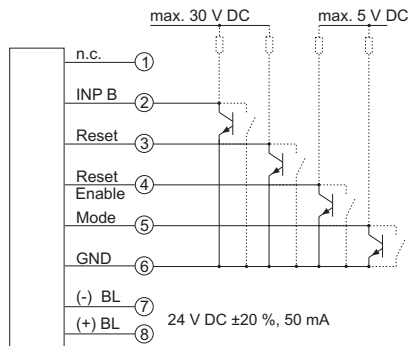 max. 30 V DC
max. 5 V DC
n.c.
1
INP B
2
Reset
3
Reset
Enable
4
Mode
5
GND
6
(-) BL
7
24 V DC ±20 %, 50 mA
(+) BL
8